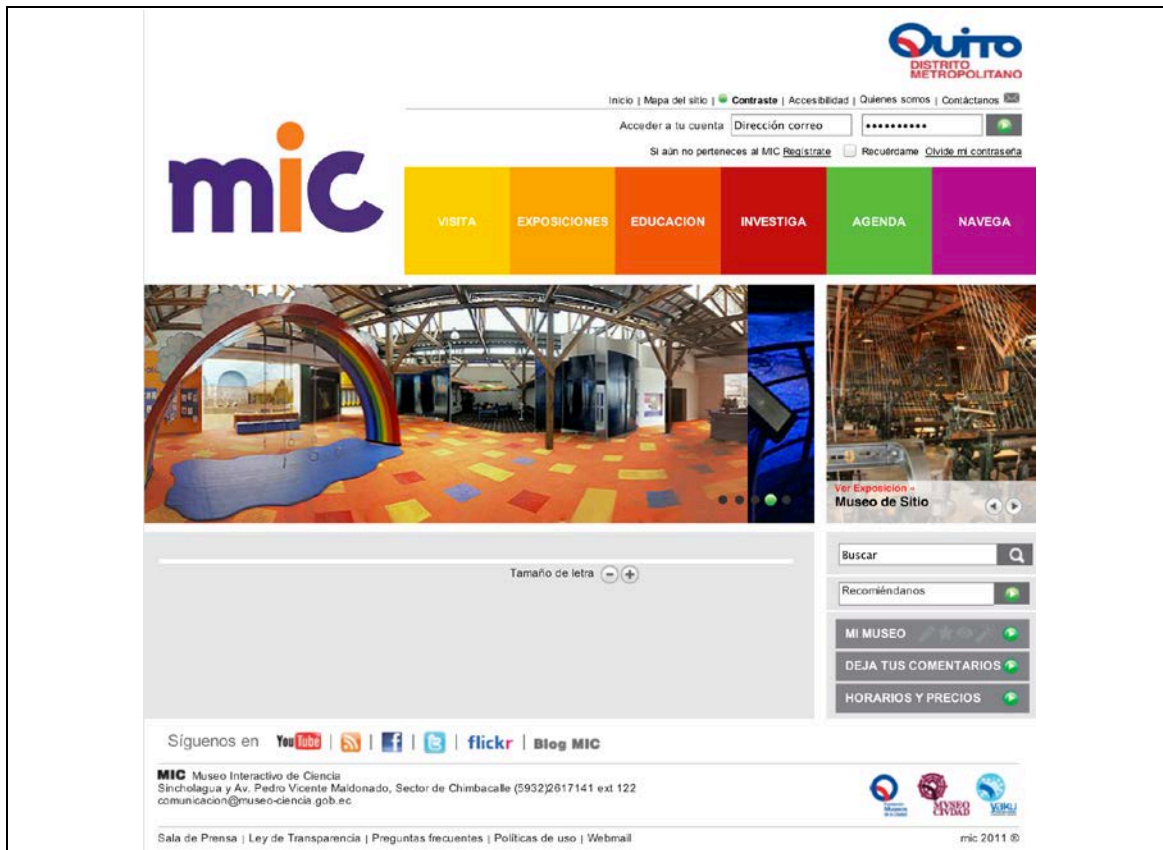 QUITO
DISTRITO
METROPOLITANO
Inicio | Mapa del sitio | Contraste | Accesibilidad | Quienes somos | Contáctanos
Acceder a tu cuenta Dirección correo ••••••••••
Si aún no perteneces al MIC Regístrate Recuérdame Olvide mi contraseña
mic
VISITA EXPOSICIONES EDUCACION INVESTIGA AGENDA NAVEGA
Ver Exposición »
Museo de Sitio
Buscar
Tamaño de letra - +
Recomiéndanos
MI MUSEO
DEJA TUS COMENTARIOS
HORARIOS Y PRECIOS
Síguenos en YouTube | | f | | flickr | Blog MIC
MIC Museo Interactivo de Ciencia
Sincholagua y Av. Pedro Vicente Maldonado, Sector de Chimbacalle (5932)2617141 ext 122
comunicacion@museo-ciencia.gob.ec
MVSEO
CIVDAD
Sala de Prensa | Ley de Transparencia | Preguntas frecuentes | Políticas de uso | Webmail
mic 2011 ®